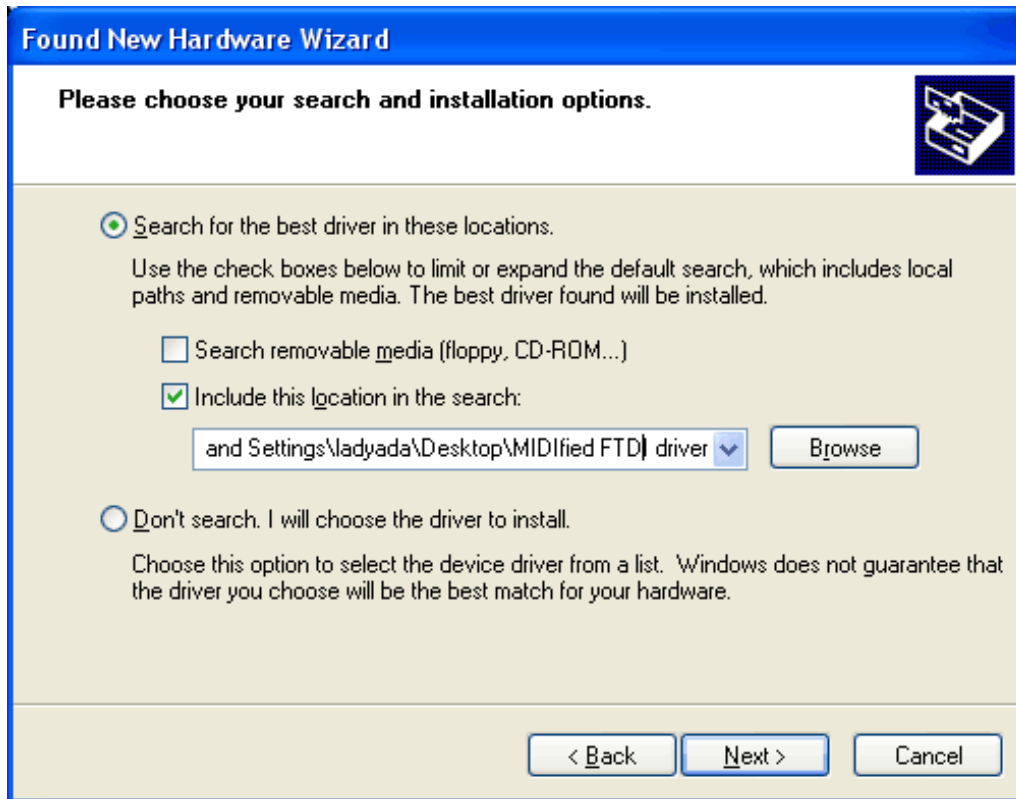 Found New Hardware Wizard
Please choose your search and installation options.
Search for the best driver in these locations.
Use the check boxes below to limit or expand the default search, which includes local
paths and removable media. The best driver found will be installed.
Search removable media (floppy, CD-ROM...)
Include this location in the search:
and Settings\ladyada\Desktop\MIDIfied FTDI driver
Browse
Don't search. I will choose the driver to install.
Choose this option to select the device driver from a list. Windows does not guarantee that
the driver you choose will be the best match for your hardware.
< Back
Next >
Cancel